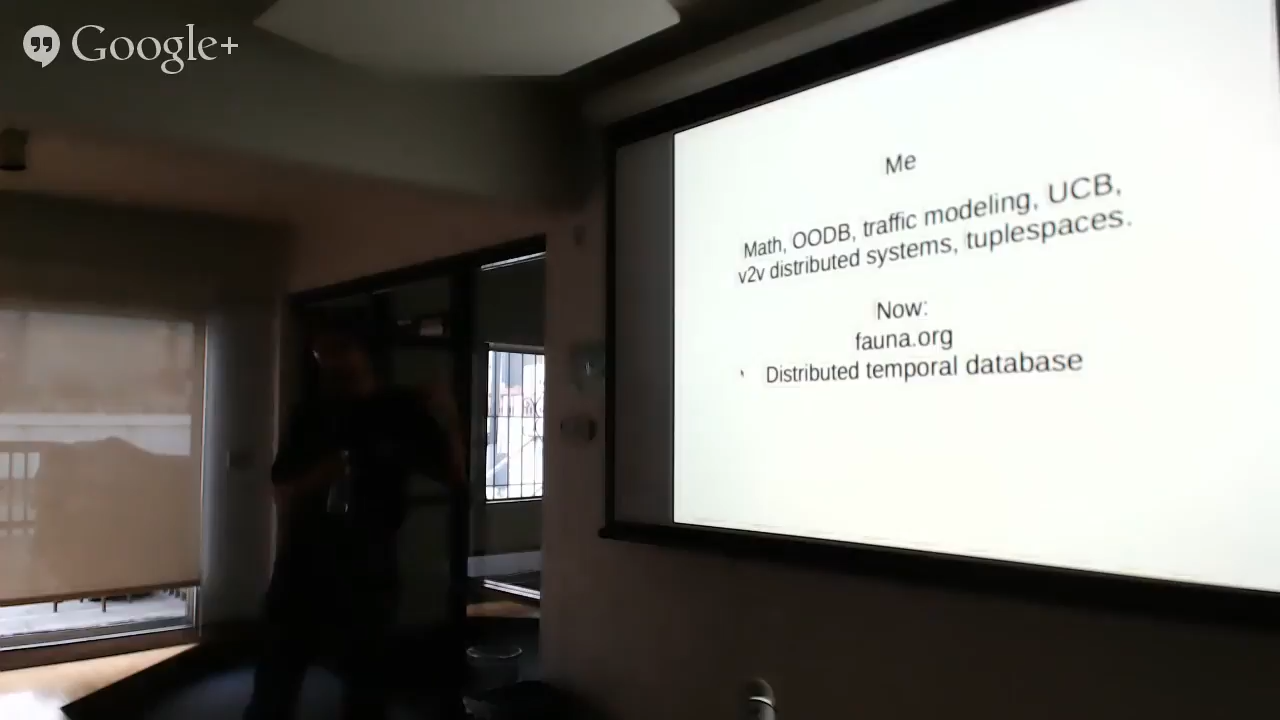 Google+
Me
Math, OODB, traffic modeling, UCB,
v2v distributed systems, tuplespaces.
Now:
fauna.org
Distributed temporal database